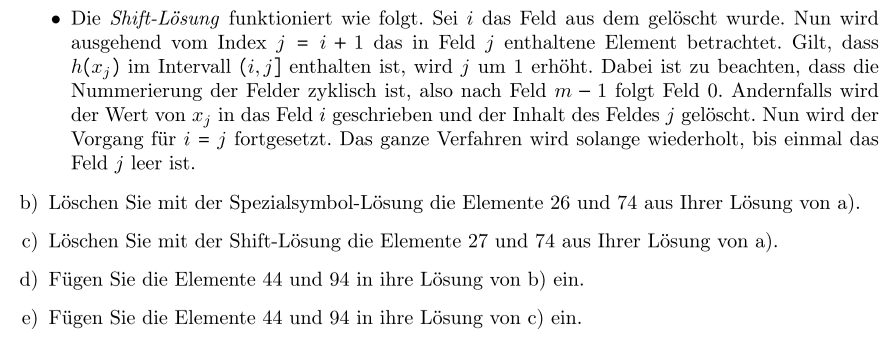 • Die Shift-Lösung funktioniert wie folgt. Sei i das Feld aus dem gelöscht wurde. Nun wird
ausgehend vom Index j = i + 1 das in Feld j enthaltene Element betrachtet. Gilt, dass
h(xⱼ) im Intervall (i, j] enthalten ist, wird j um 1 erhöht. Dabei ist zu beachten, dass die
Nummerierung der Felder zyklisch ist, also nach Feld m − 1 folgt Feld 0. Andernfalls wird
der Wert von xⱼ in das Feld i geschrieben und der Inhalt des Feldes j gelöscht. Nun wird der
Vorgang für i = j fortgesetzt. Das ganze Verfahren wird solange wiederholt, bis einmal das
Feld j leer ist.
b) Löschen Sie mit der Spezialsymbol-Lösung die Elemente 26 und 74 aus Ihrer Lösung von a).
c) Löschen Sie mit der Shift-Lösung die Elemente 27 und 74 aus Ihrer Lösung von a).
d) Fügen Sie die Elemente 44 und 94 in ihre Lösung von b) ein.
e) Fügen Sie die Elemente 44 und 94 in ihre Lösung von c) ein.